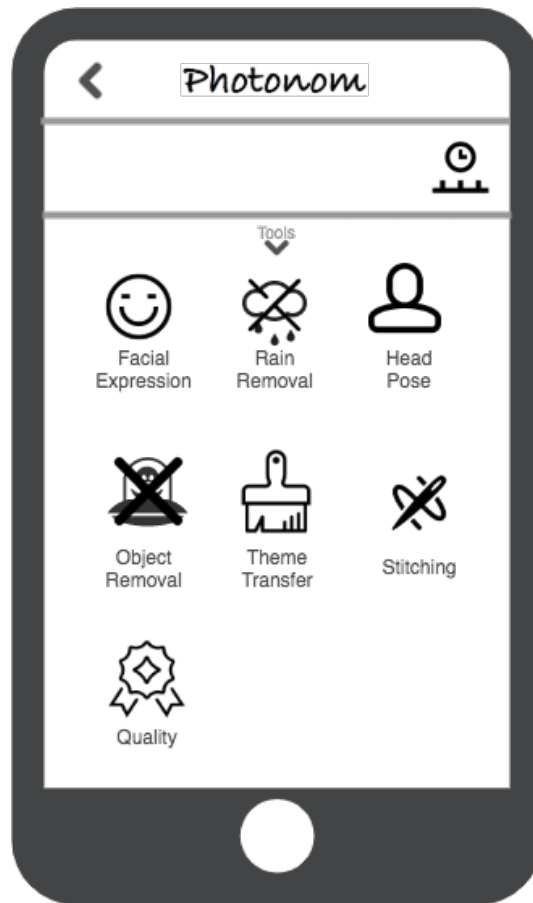 Photonom
Tools
Facial
Expression
Rain
Removal
Head
Pose
Object
Removal
Theme
Transfer
Stitching
Quality